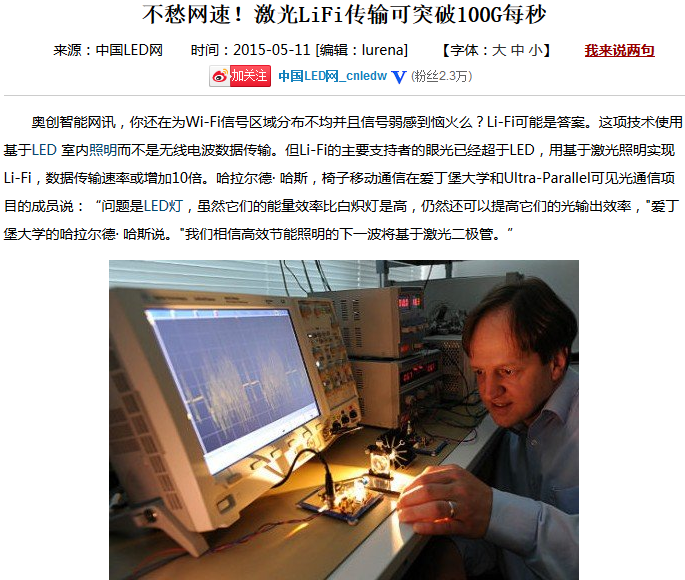 不愁网速！激光LiFi传输可突破100G每秒
来源：中国LED网 时间：2015-05-11 [编辑：lurena] 【字体：大 中 小】 我来说两句
加关注 中国LED网_cnledw V (粉丝2.3万)
奥创智能网讯，你还在为Wi-Fi信号区域分布不均并且信号弱感到恼火么？Li-Fi可能是答案。这项技术使用
基于LED 室内照明而不是无线电波数据传输。但Li-Fi的主要支持者的眼光已经超于LED，用基于激光照明实现
Li-Fi，数据传输速率或增加10倍。哈拉尔德· 哈斯，椅子移动通信在爱丁堡大学和Ultra-Parallel可见光通信项
目的成员说：“问题是LED灯，虽然它们的能量效率比白炽灯是高，仍然还可以提高它们的光输出效率，"爱丁
堡大学的哈拉尔德· 哈斯说。"我们相信高效节能照明的下一波将基于激光二极管。”